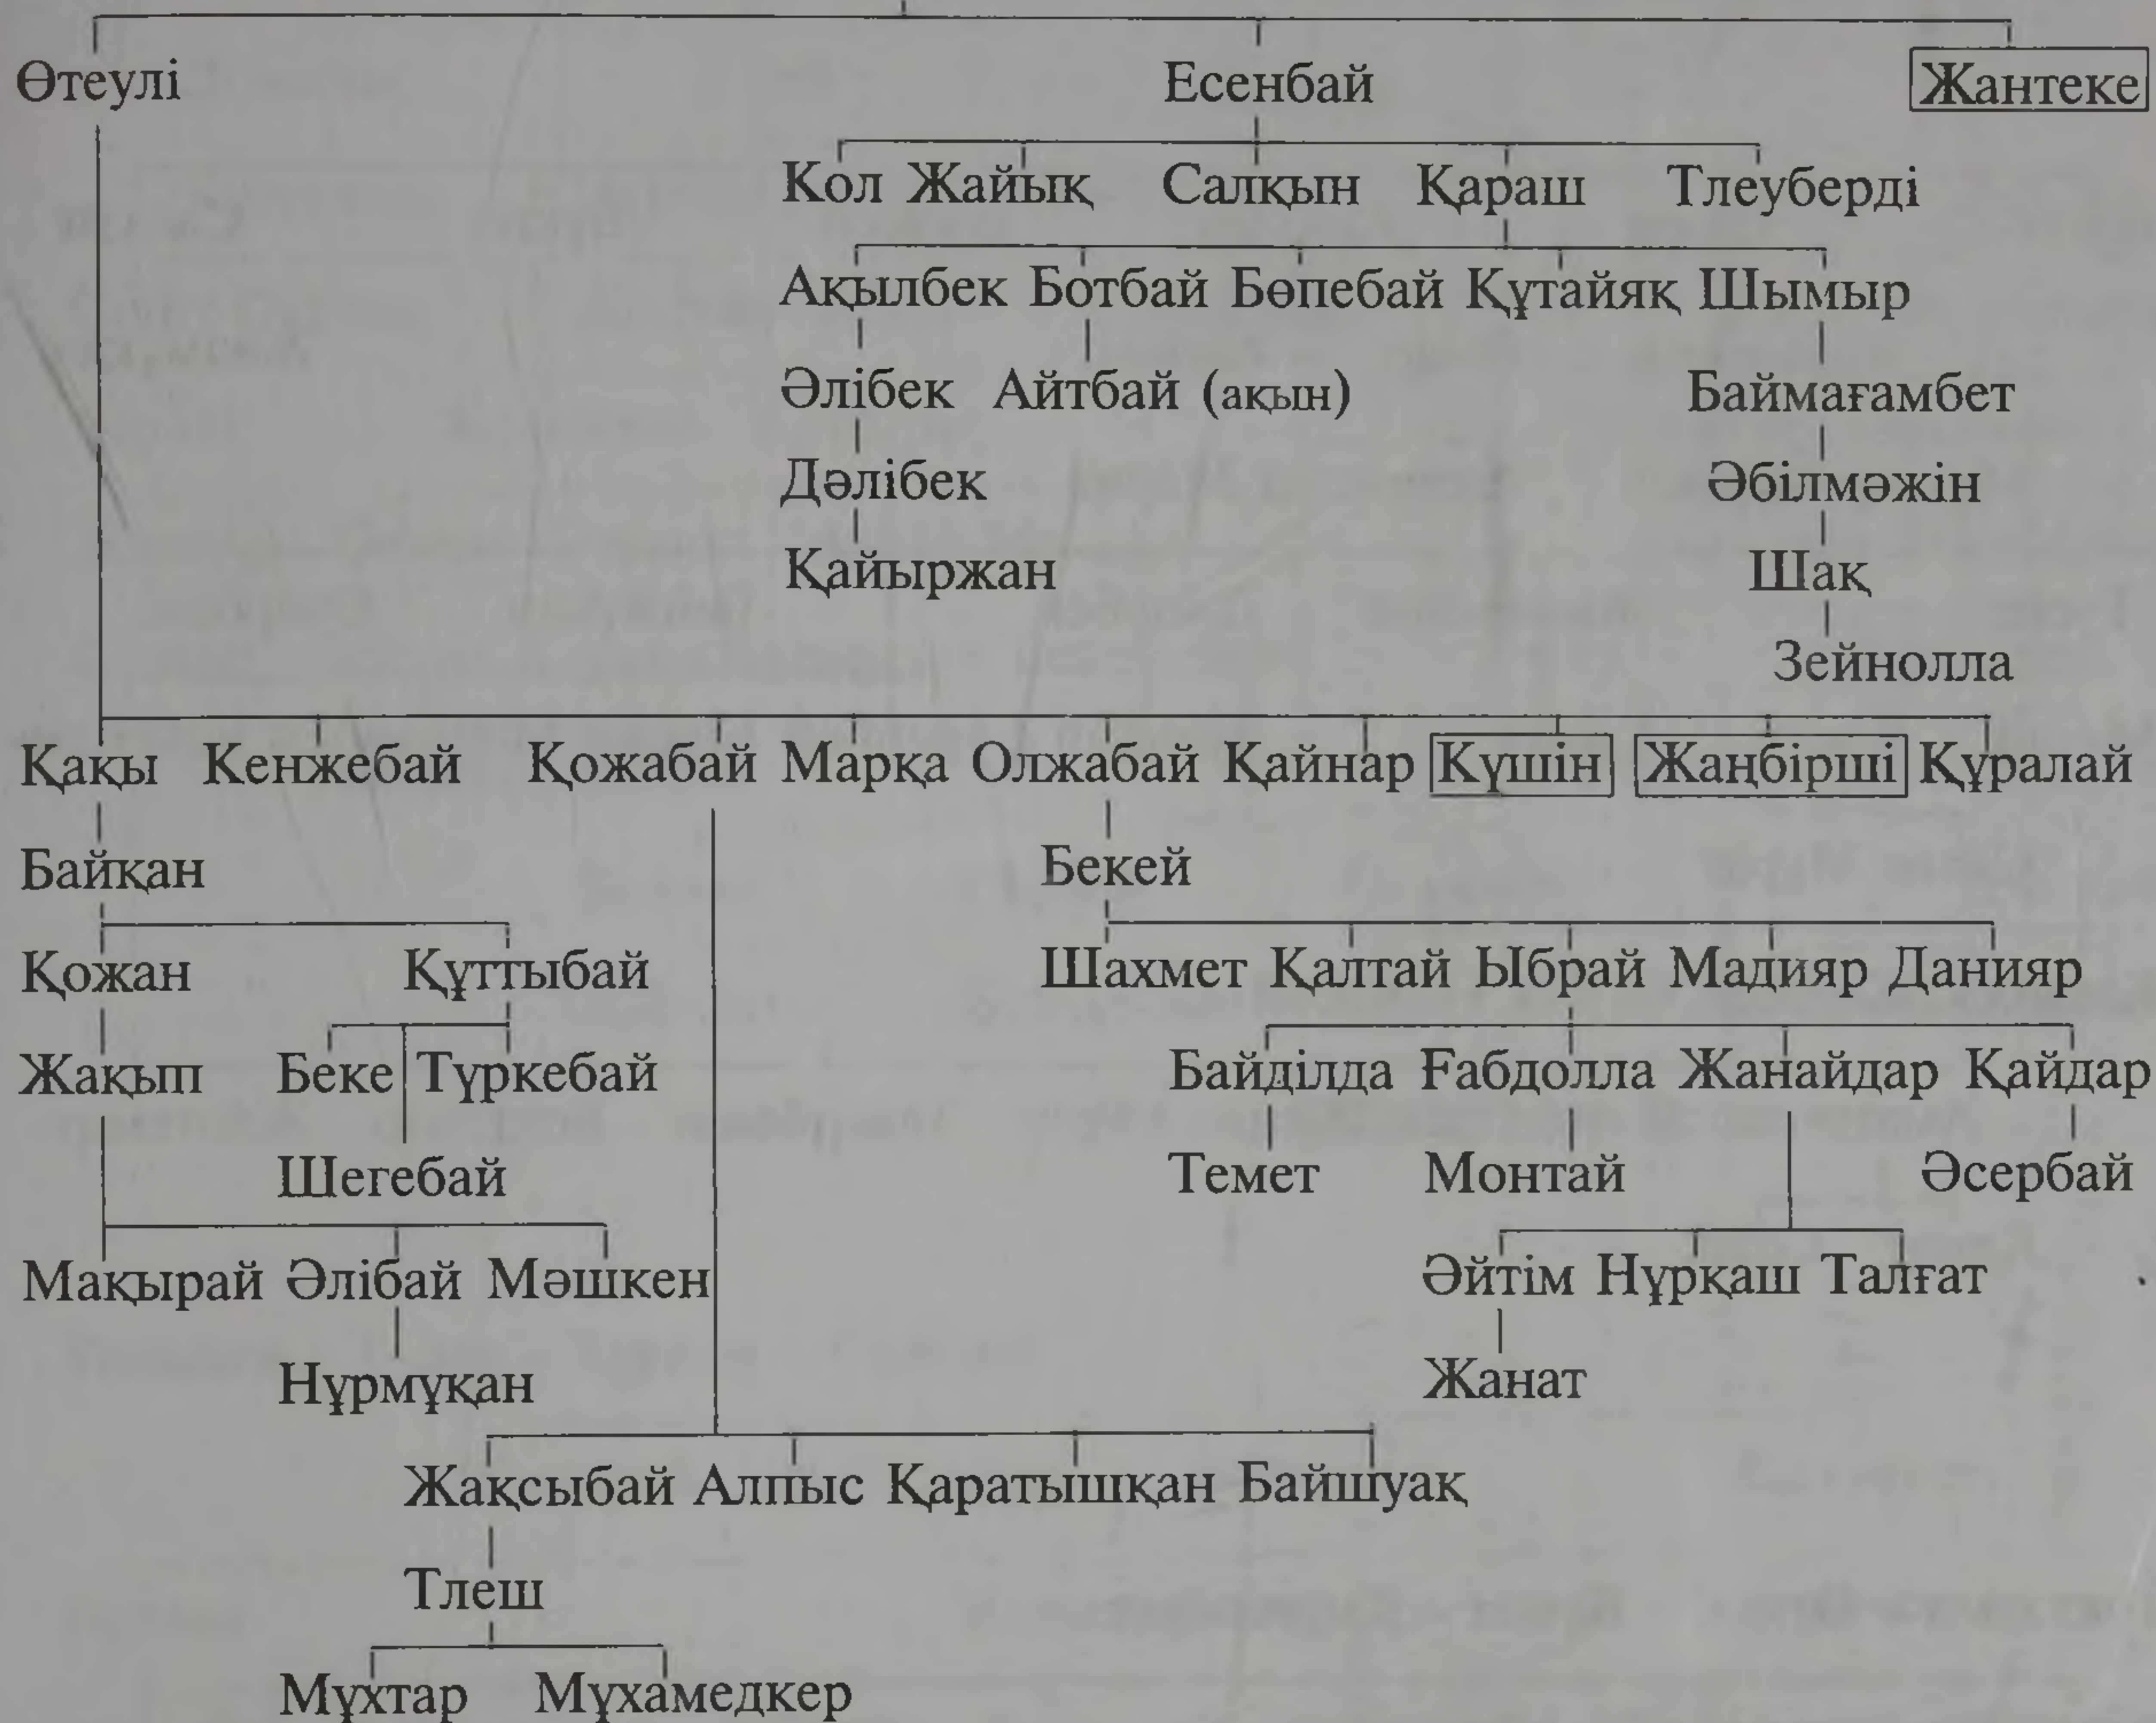 Өтеулі Есенбай Жантеке
Кол Жайық Салқын Қараш Тлеуберді
Ақылбек Ботбай Бөпебай Құтайяқ Шымыр
Әлібек Айтбай (ақын) Баймағамбет
Дәлібек Әбілмәжін
Қайыржан Шақ
Зейнолла
Қақы Кенжебай Қожабай Марқа Олжабай Қайнар Күшін Жаңбірші Құралай
Байқан Бекей
Қожан Құттыбай Шахмет Қалтай Ыбрай Мадияр Данияр
Жақып Беке Түркебай Байділда Ғабдолла Жанайдар Қайдар
Шегебай Темет Монтай Әсербай
Мақырай Әлібай Мәшкен Әйтім Нұрқаш Талғат
Нұрмұқан Жанат
Жақсыбай Алпыс Қаратышқан Байшуақ
Тлеш
Мұхтар Мұхамедкер